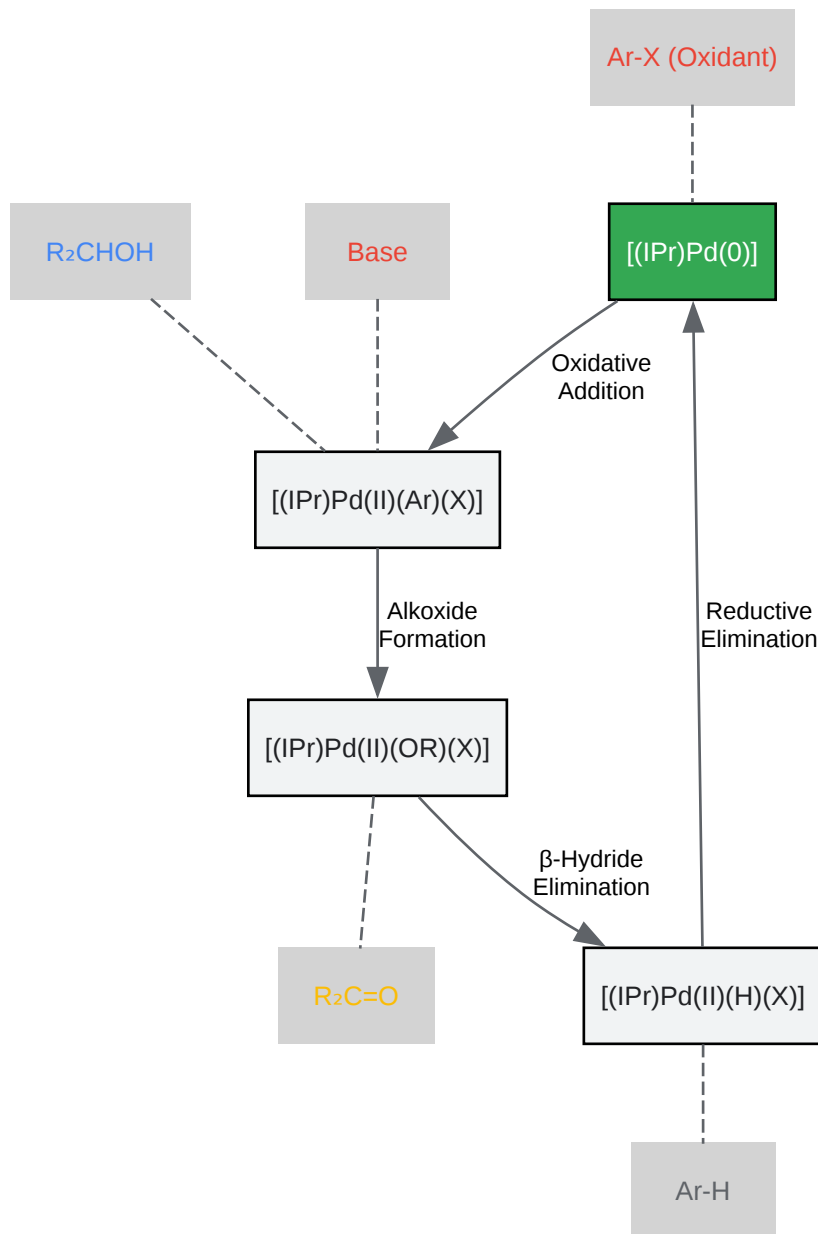 Ar-X (Oxidant)
R₂CHOH
Base
[(IPr)Pd(0)]
Oxidative
Addition
[(IPr)Pd(II)(Ar)(X)]
Alkoxide
Formation
Reductive
Elimination
[(IPr)Pd(II)(OR)(X)]
β-Hydride
Elimination
R₂C=O
[(IPr)Pd(II)(H)(X)]
Ar-H